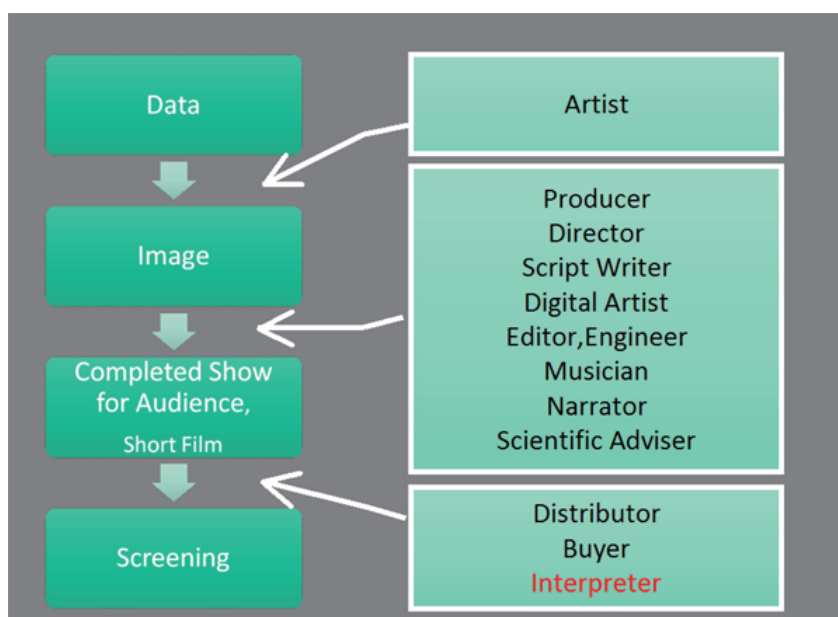 Data
Image
Completed Show
for Audience,
Short Film
Screening
Artist
Producer
Director
Script Writer
Digital Artist
Editor,Engineer
Musician
Narrator
Scientific Adviser
Distributor
Buyer
Interpreter